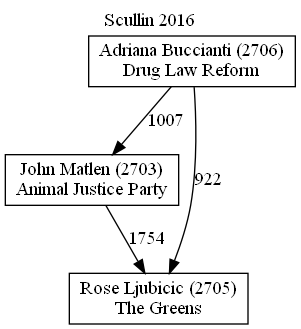 Scullin 2016
Adriana Buccianti (2706)
Drug Law Reform
1007
John Matlen (2703)
Animal Justice Party
922
1754
Rose Ljubicic (2705)
The Greens